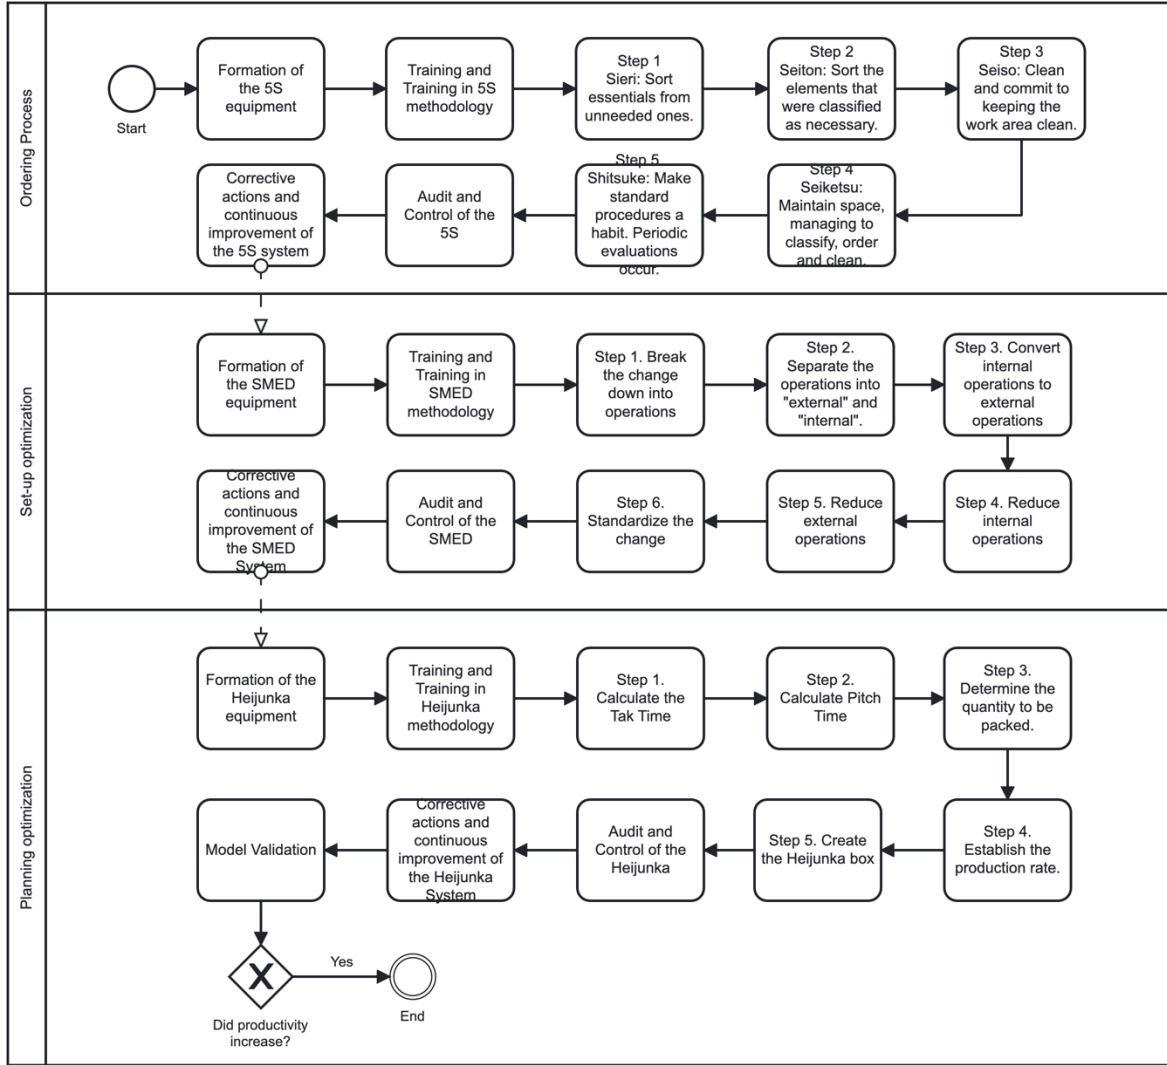 Ordering Process
Start
Formation of
the 5S
equipment
Training and
Training in 5S
methodology
Step 1
Sieri: Sort
essentials from
unneeded ones.
Step 2
Seiton: Sort the
elements that
were classified
as necessary.
Step 3
Seiso: Clean
and commit to
keeping the
work area clean.
Step 4
Seiketsu:
Maintain space,
managing to
classify, order
and clean.
Step 5
Shitsuke: Make
standard
procedures a
habit. Periodic
evaluations
occur.
Audit and
Control of the
5S
Corrective
actions and
continuous
improvement of
the 5S system
Set-up optimization
Formation of
the SMED
equipment
Training and
Training in
SMED
methodology
Step 1. Break
the change
down into
operations
Step 2.
Separate the
operations into
"external" and
"internal".
Step 3. Convert
internal
operations to
external
operations
Step 4. Reduce
internal
operations
Step 5. Reduce
external
operations
Step 6.
Standardize the
change
Audit and
Control of the
SMED
Corrective
actions and
continuous
improvement of
the SMED
System
Planning optimization
Formation of the
Heijunka
equipment
Training and
Training in
Heijunka
methodology
Step 1.
Calculate the
Tak Time
Step 2.
Calculate Pitch
Time
Step 3.
Determine the
quantity to be
packed.
Step 4.
Establish the
production rate.
Step 5. Create
the Heijunka box
Audit and
Control of the
Heijunka
Corrective
actions and
continuous
improvement of
the Heijunka
System
Model Validation
Did productivity
increase?
Yes
End